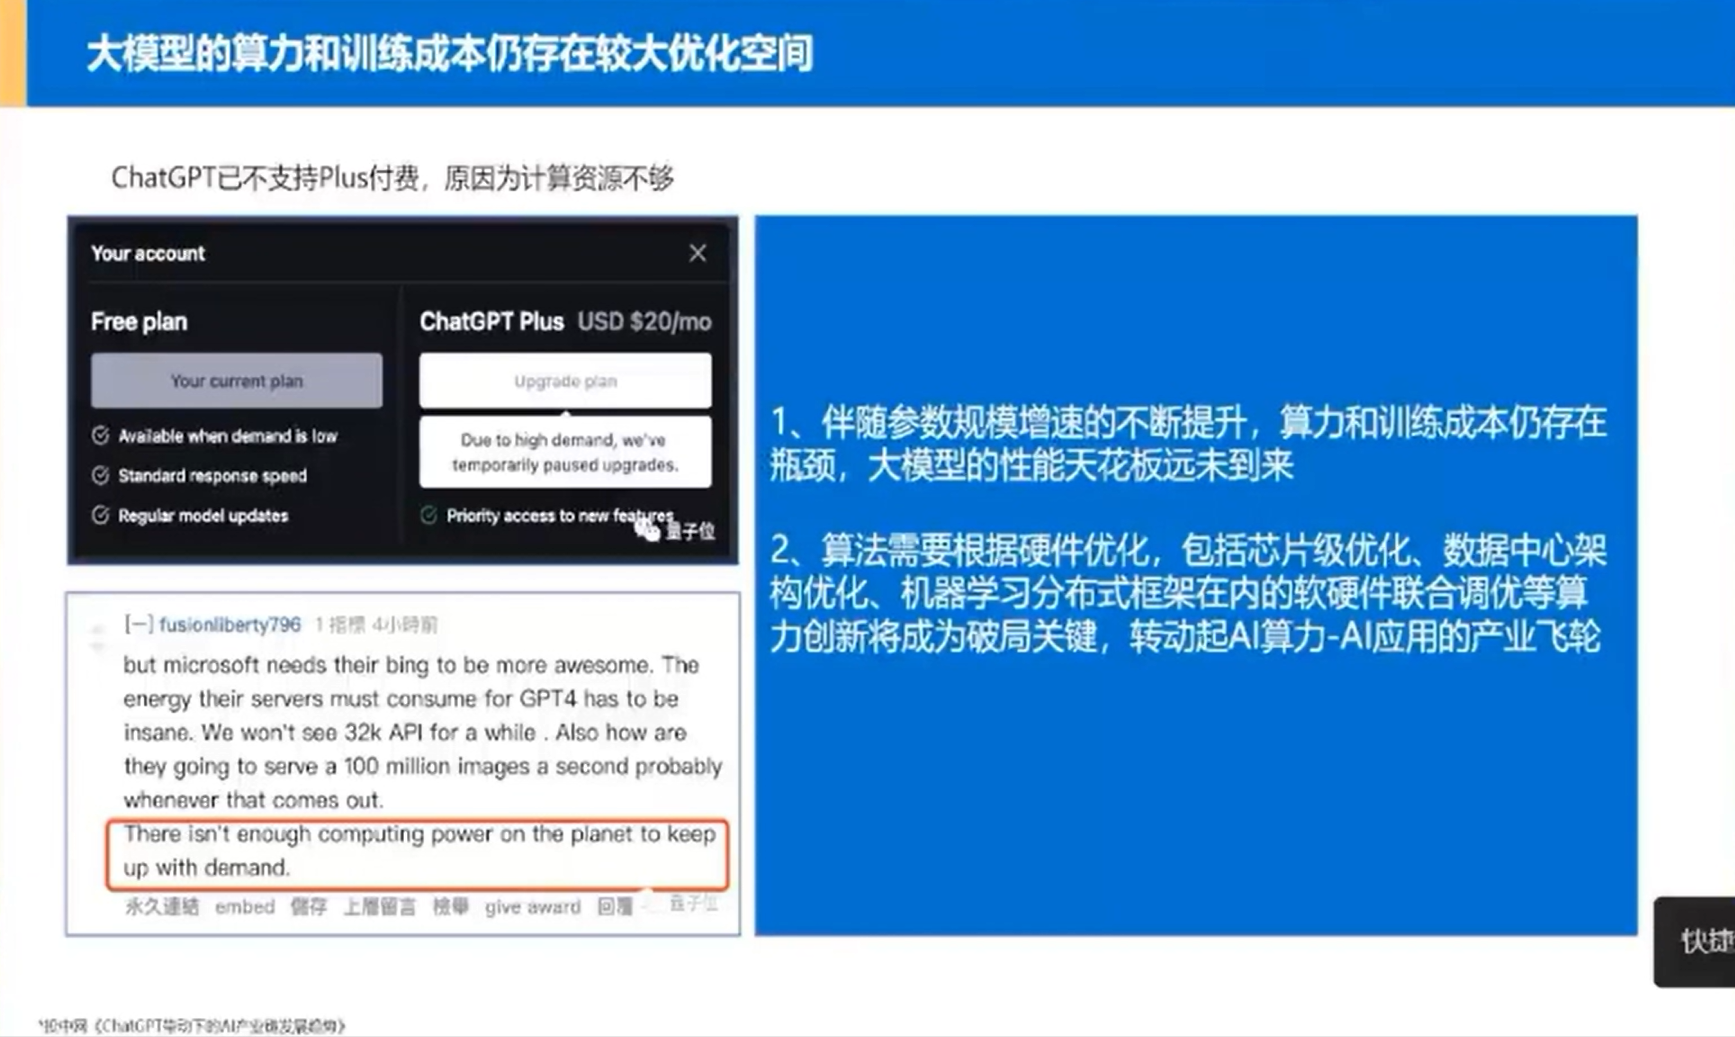 大模型的算力和训练成本仍存在较大优化空间
ChatGPT已不支持Plus付费，原因为计算资源不够
Your account
Free plan
Your current plan
Available when demand is low
Standard response speed
Regular model updates
ChatGPT Plus USD $20/mo
Upgrade plan
Due to high demand, we've
temporarily paused upgrades.
Priority access to new features
量子位
[—] fusionliberty796 1 指標 4小時前
but microsoft needs their bing to be more awesome. The
energy their servers must consume for GPT4 has to be
insane. We won't see 32k API for a while . Also how are
they going to serve a 100 million images a second probably
whenever that comes out.
There isn't enough computing power on the planet to keep
up with demand.
永久連結 embed 儲存 上層留言 檢舉 give award 回覆
量子位
1、伴随参数规模增速的不断提升，算力和训练成本仍存在
瓶颈，大模型的性能天花板远未到来
2、算法需要根据硬件优化，包括芯片级优化、数据中心架
构优化、机器学习分布式框架在内的软硬件联合调优等算
力创新将成为破局关键，转动起AI算力-AI应用的产业飞轮
快捷
*投中网《ChatGPT带动下的AI产业链发展趋势》